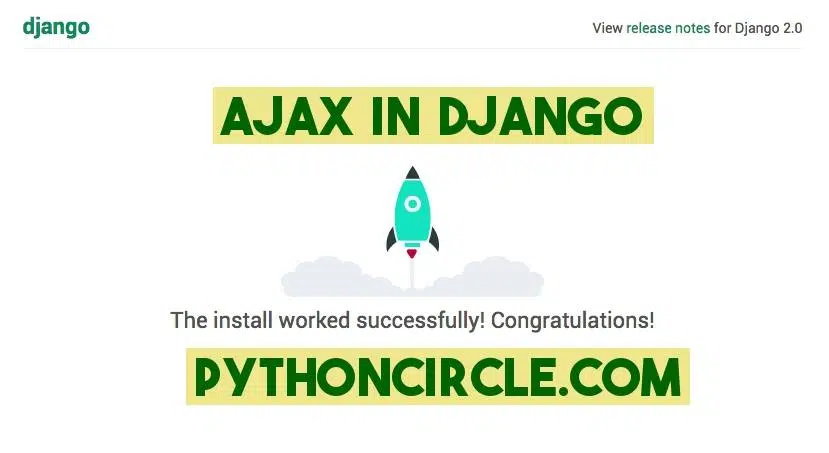 django
View release notes for Django 2.0
AJAX IN DJANGO
The install worked successfully! Congratulations!
PYTHONCIRCLE.COM